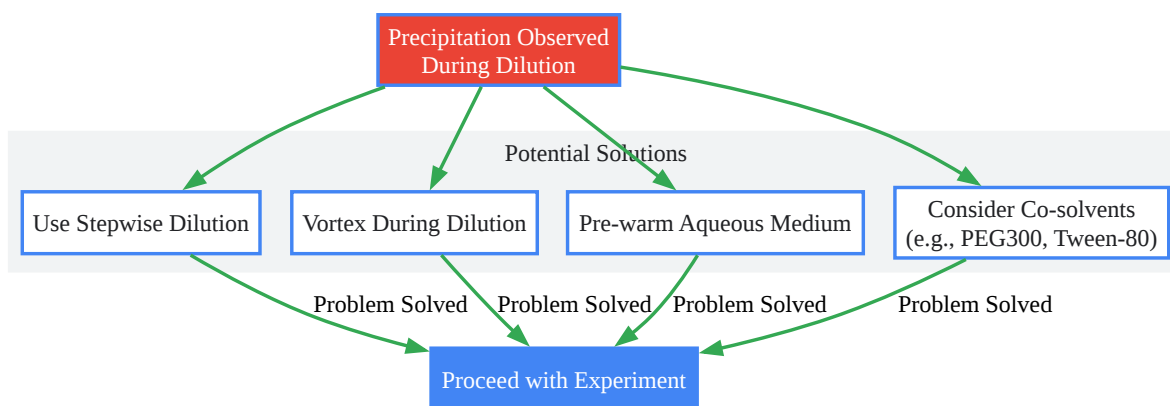 Precipitation Observed
During Dilution
Potential Solutions
Use Stepwise Dilution
Vortex During Dilution
Pre-warm Aqueous Medium
Consider Co-solvents
(e.g., PEG300, Tween-80)
Problem Solved
Problem Solved
Problem Solved
Problem Solved
Proceed with Experiment